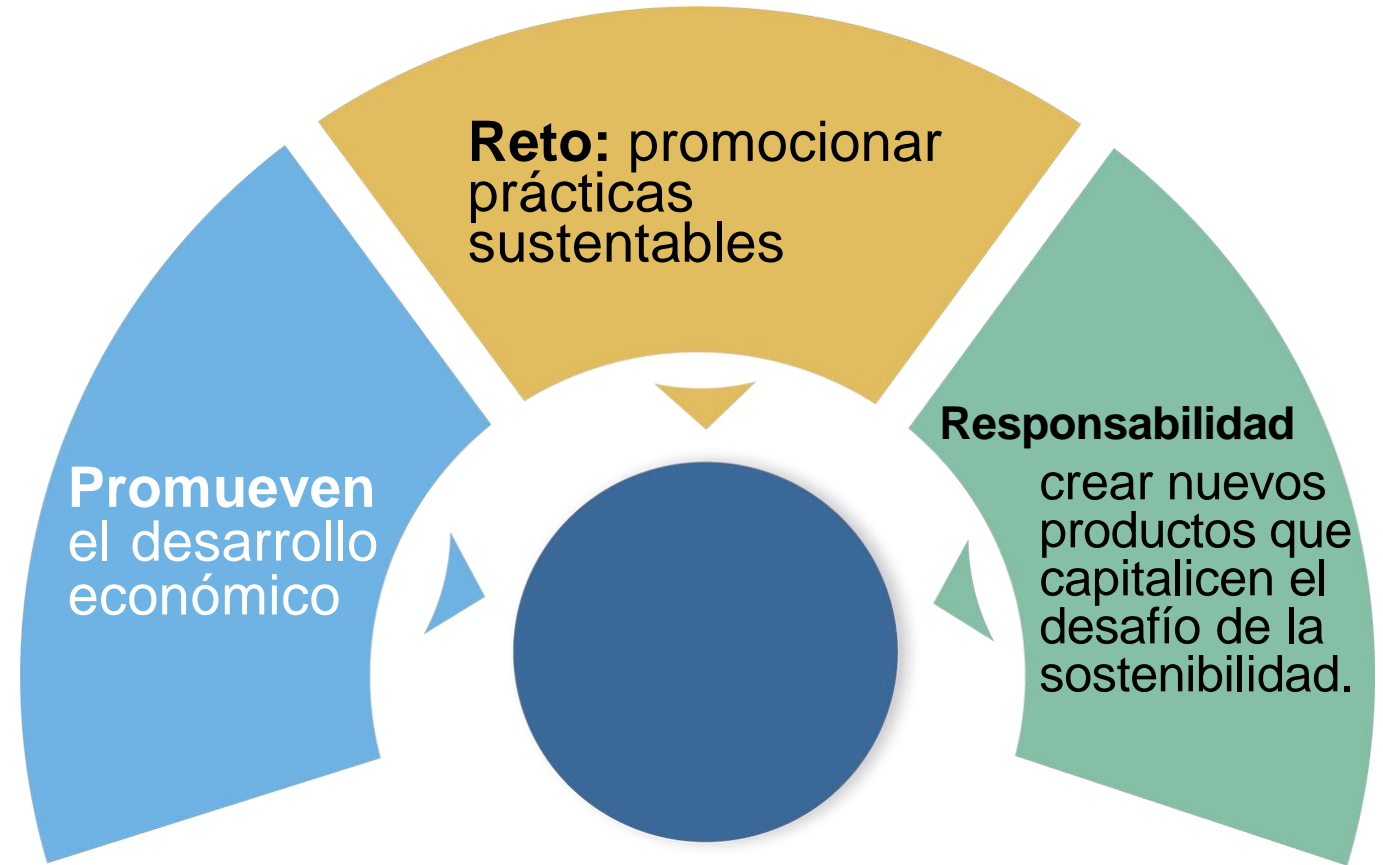 Reto: promocionar
prácticas
sustentables
Promueven
el desarrollo
económico
Responsabilidad
crear nuevos
productos que
capitalicen el
desafío de la
sostenibilidad.